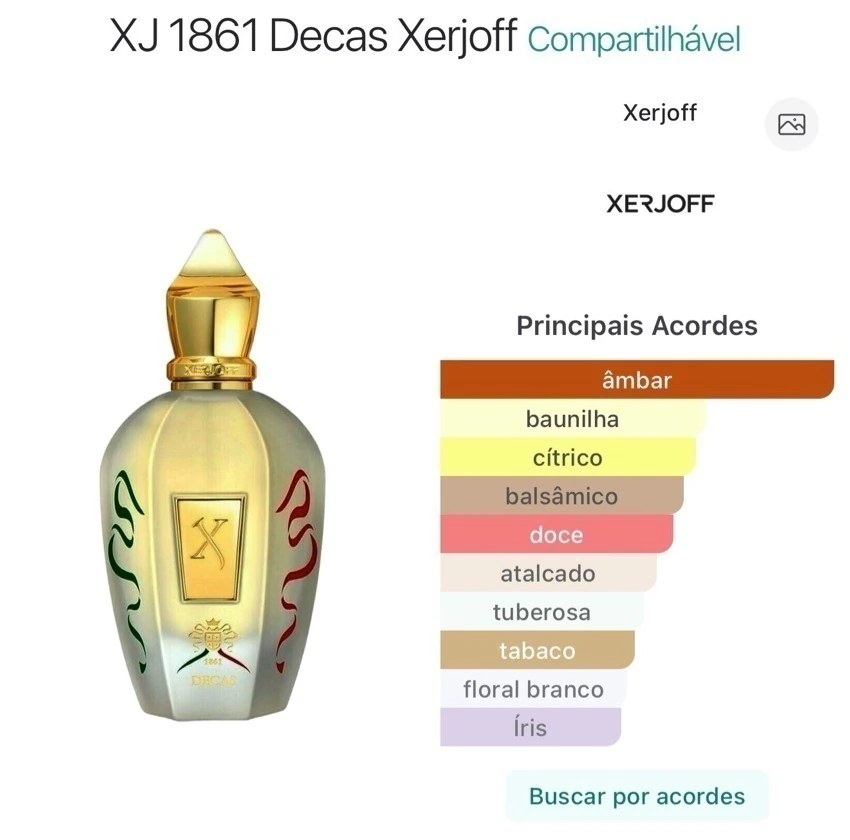 XJ 1861 Decas Xerjoff Compartilhável
Xerjoff
XERJOFF
Principais Acordes
âmbar
baunilha
cítrico
balsâmico
doce
atalcado
tuberosa
tabaco
floral branco
Íris
Buscar por acordes
XERJOFF
X
1861
DECAS